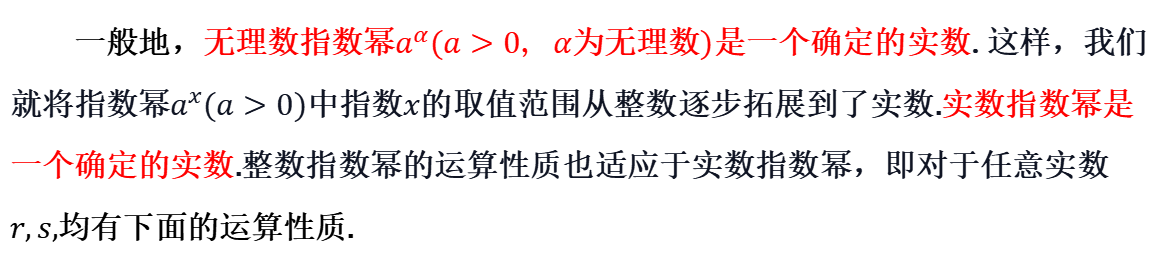 一般地，无理数指数幂𝑎^𝛼(𝑎 > 0，𝛼为无理数)是一个确定的实数. 这样，我们
就将指数幂𝑎^𝑥(𝑎 > 0)中指数𝑥的取值范围从整数逐步拓展到了实数.实数指数幂是
一个确定的实数.整数指数幂的运算性质也适应于实数指数幂，即对于任意实数
𝑟, 𝑠,均有下面的运算性质.